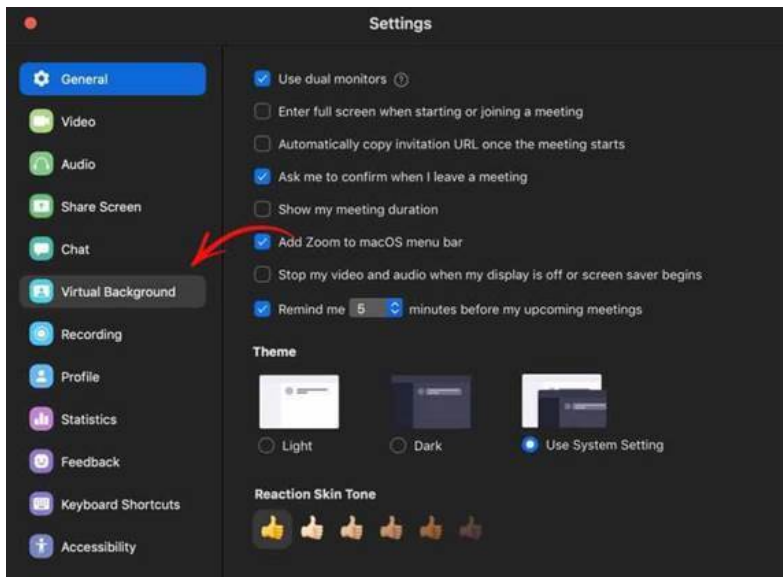 Settings
General
Video
Audio
Share Screen
Chat
Virtual Background
Recording
Profile
Statistics
Feedback
Keyboard Shortcuts
Accessibility
Use dual monitors ?
Enter full screen when starting or joining a meeting
Automatically copy invitation URL once the meeting starts
Ask me to confirm when I leave a meeting
Show my meeting duration
Add Zoom to macOS menu bar
Stop my video and audio when my display is off or screen saver begins
Remind me 5 minutes before my upcoming meetings
Theme
Light Dark Use System Setting
Reaction Skin Tone